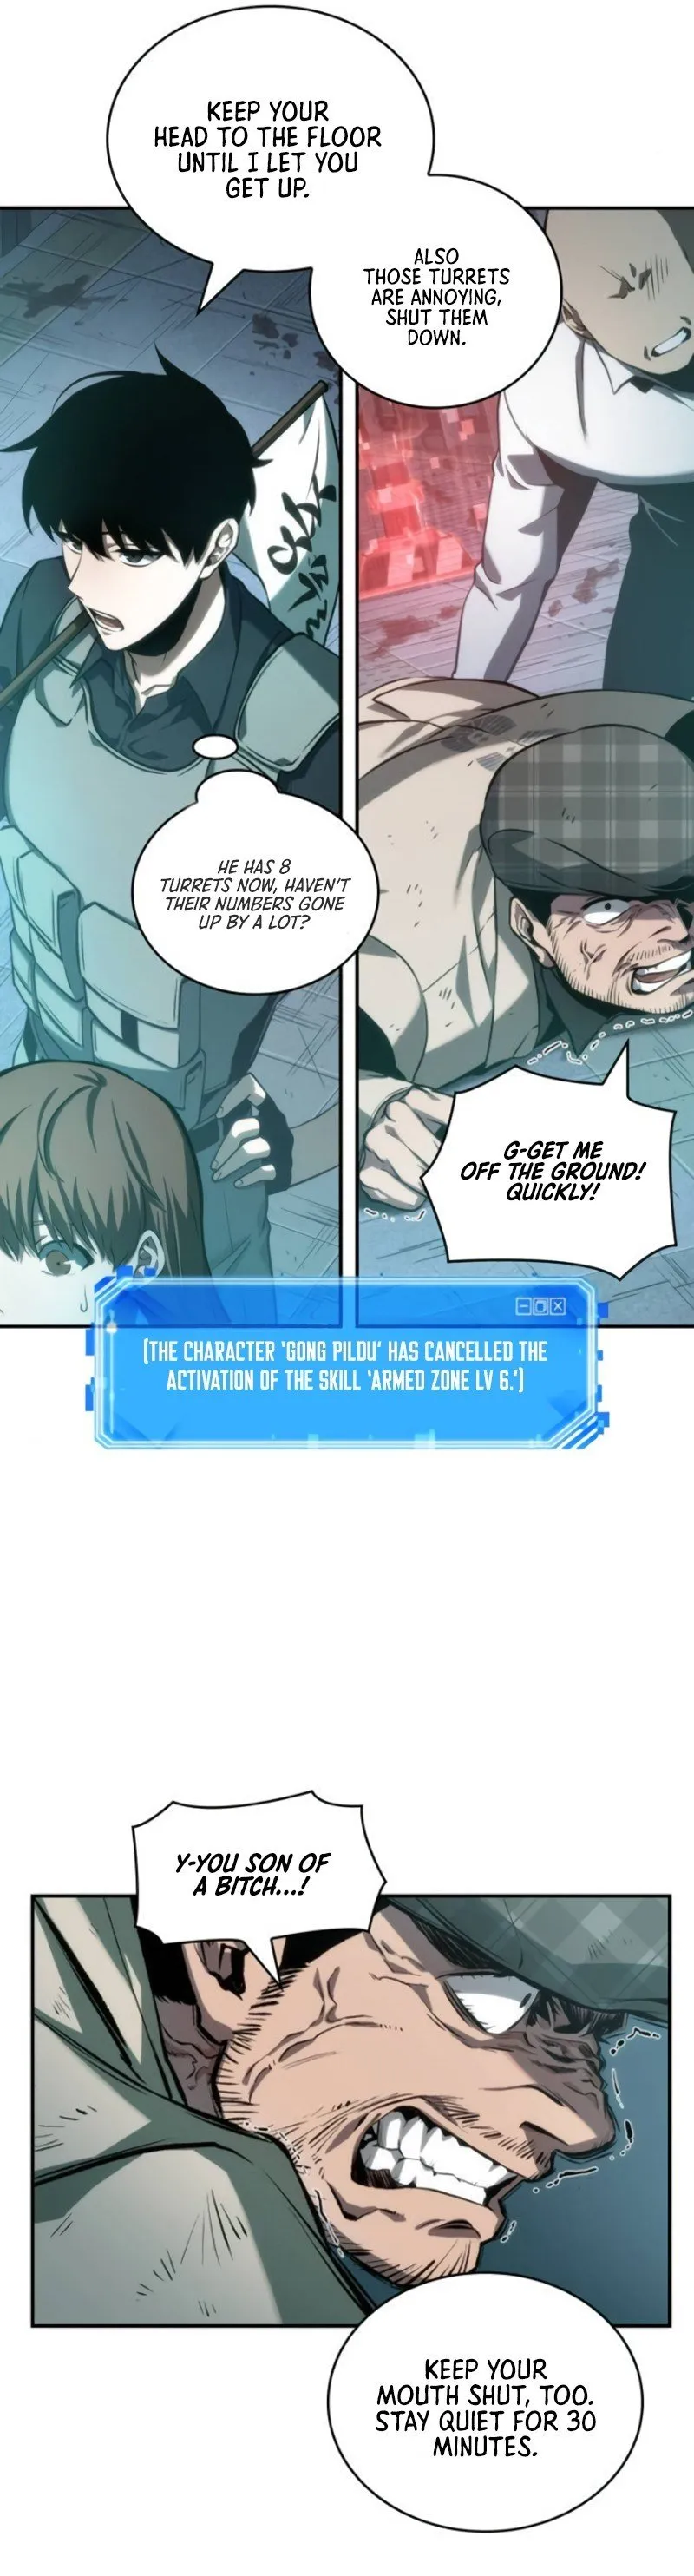 KEEP YOUR
HEAD TO THE FLOOR
UNTIL I LET YOU
GET UP.
ALSO
THOSE TURRETS
ARE ANNOYING,
SHUT THEM
DOWN.
HE HAS 8
TURRETS NOW, HAVEN'T
THEIR NUMBERS GONE
UP BY A LOT?
G-GET ME
OFF THE GROUND!
QUICKLY!
[THE CHARACTER 'GONG PILDU' HAS CANCELLED THE
ACTIVATION OF THE SKILL 'ARMED ZONE LV 6.']
Y-YOU SON OF
A BITCH...!
KEEP YOUR
MOUTH SHUT, TOO.
STAY QUIET FOR 30
MINUTES.